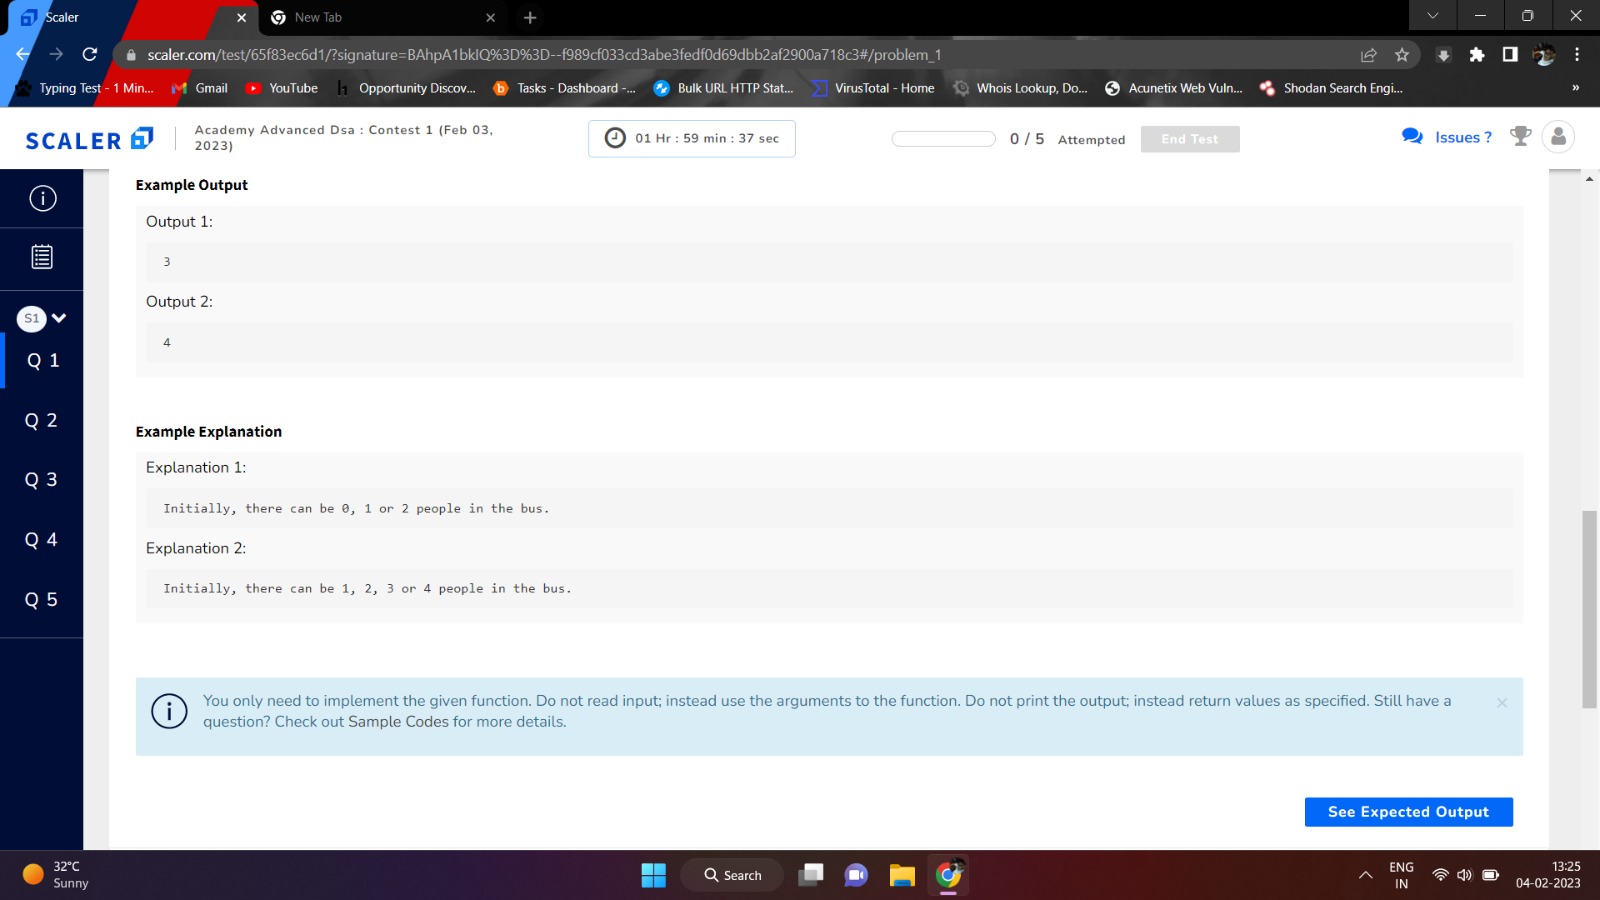 Scaler
New Tab
scaler.com/test/65f83ec6d1/?signature=BAhpA1bkIQ%3D%3D--f989cf033cd3abe3fedf0d69dbb2af2900a718c3#/problem_1
Typing Test - 1 Min... Gmail YouTube Opportunity Discov... Tasks - Dashboard -... Bulk URL HTTP Stat... VirusTotal - Home Whois Lookup, Do... Acunetix Web Vuln... Shodan Search Engi... »
SCALER
Academy Advanced Dsa : Contest 1 (Feb 03,
2023)
01 Hr : 59 min : 37 sec
0 / 5 Attempted
End Test
Issues ?
Example Output
Output 1:
3
Output 2:
4
S1
Q 1
Q 2
Q 3
Q 4
Q 5
Example Explanation
Explanation 1:
Initially, there can be 0, 1 or 2 people in the bus.
Explanation 2:
Initially, there can be 1, 2, 3 or 4 people in the bus.
You only need to implement the given function. Do not read input; instead use the arguments to the function. Do not print the output; instead return values as specified. Still have a
question? Check out Sample Codes for more details.
See Expected Output
32°C
Sunny
Search
ENG
IN
13:25
04-02-2023